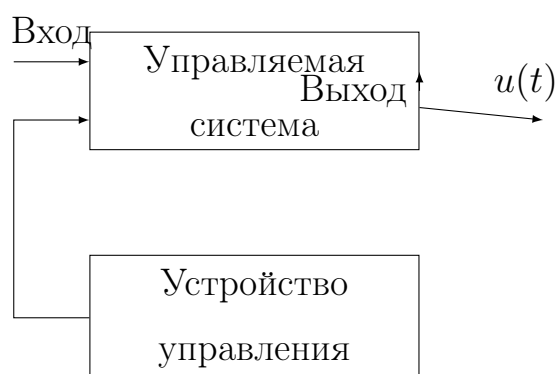 Вход
Управляемая
Выход
u(t)
система
Устройство
управления